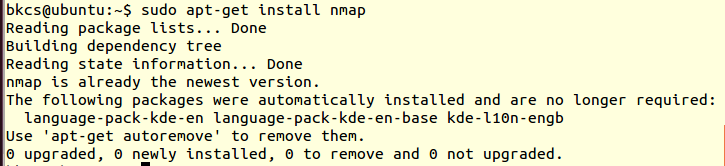 bkcs@ubuntu:~$ sudo apt-get install nmap
Reading package lists... Done
Building dependency tree
Reading state information... Done
nmap is already the newest version.
The following packages were automatically installed and are no longer required:
  language-pack-kde-en language-pack-kde-en-base kde-l10n-engb
Use 'apt-get autoremove' to remove them.
0 upgraded, 0 newly installed, 0 to remove and 0 not upgraded.